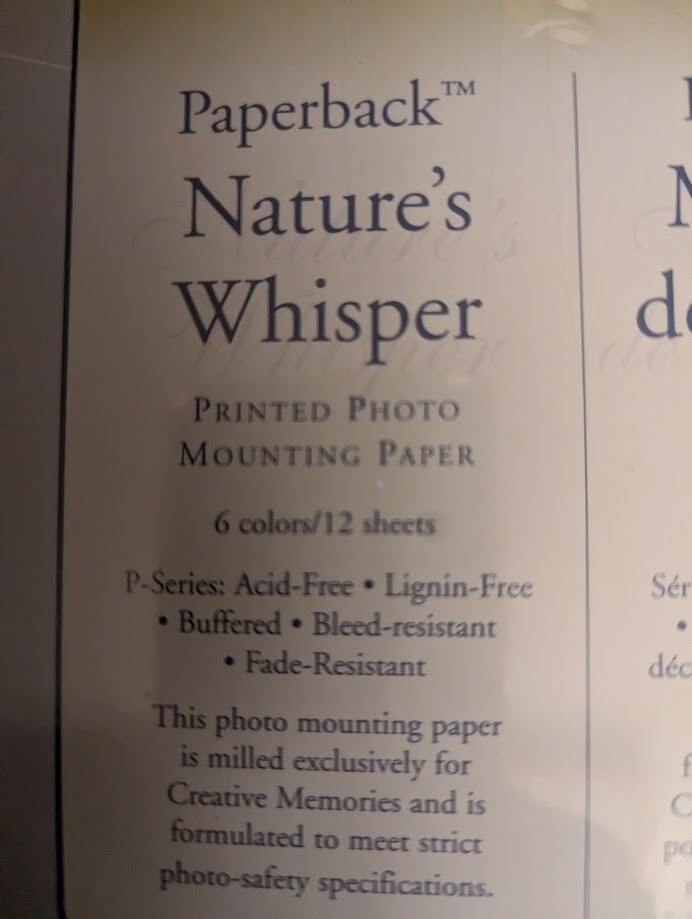 Paperback™
Nature's
Whisper
PRINTED PHOTO
MOUNTING PAPER
6 colors/12 sheets
P-Series: Acid-Free • Lignin-Free
• Buffered • Bleed-resistant
• Fade-Resistant
This photo mounting paper
is milled exclusively for
Creative Memories and is
formulated to meet strict
photo-safety specifications.